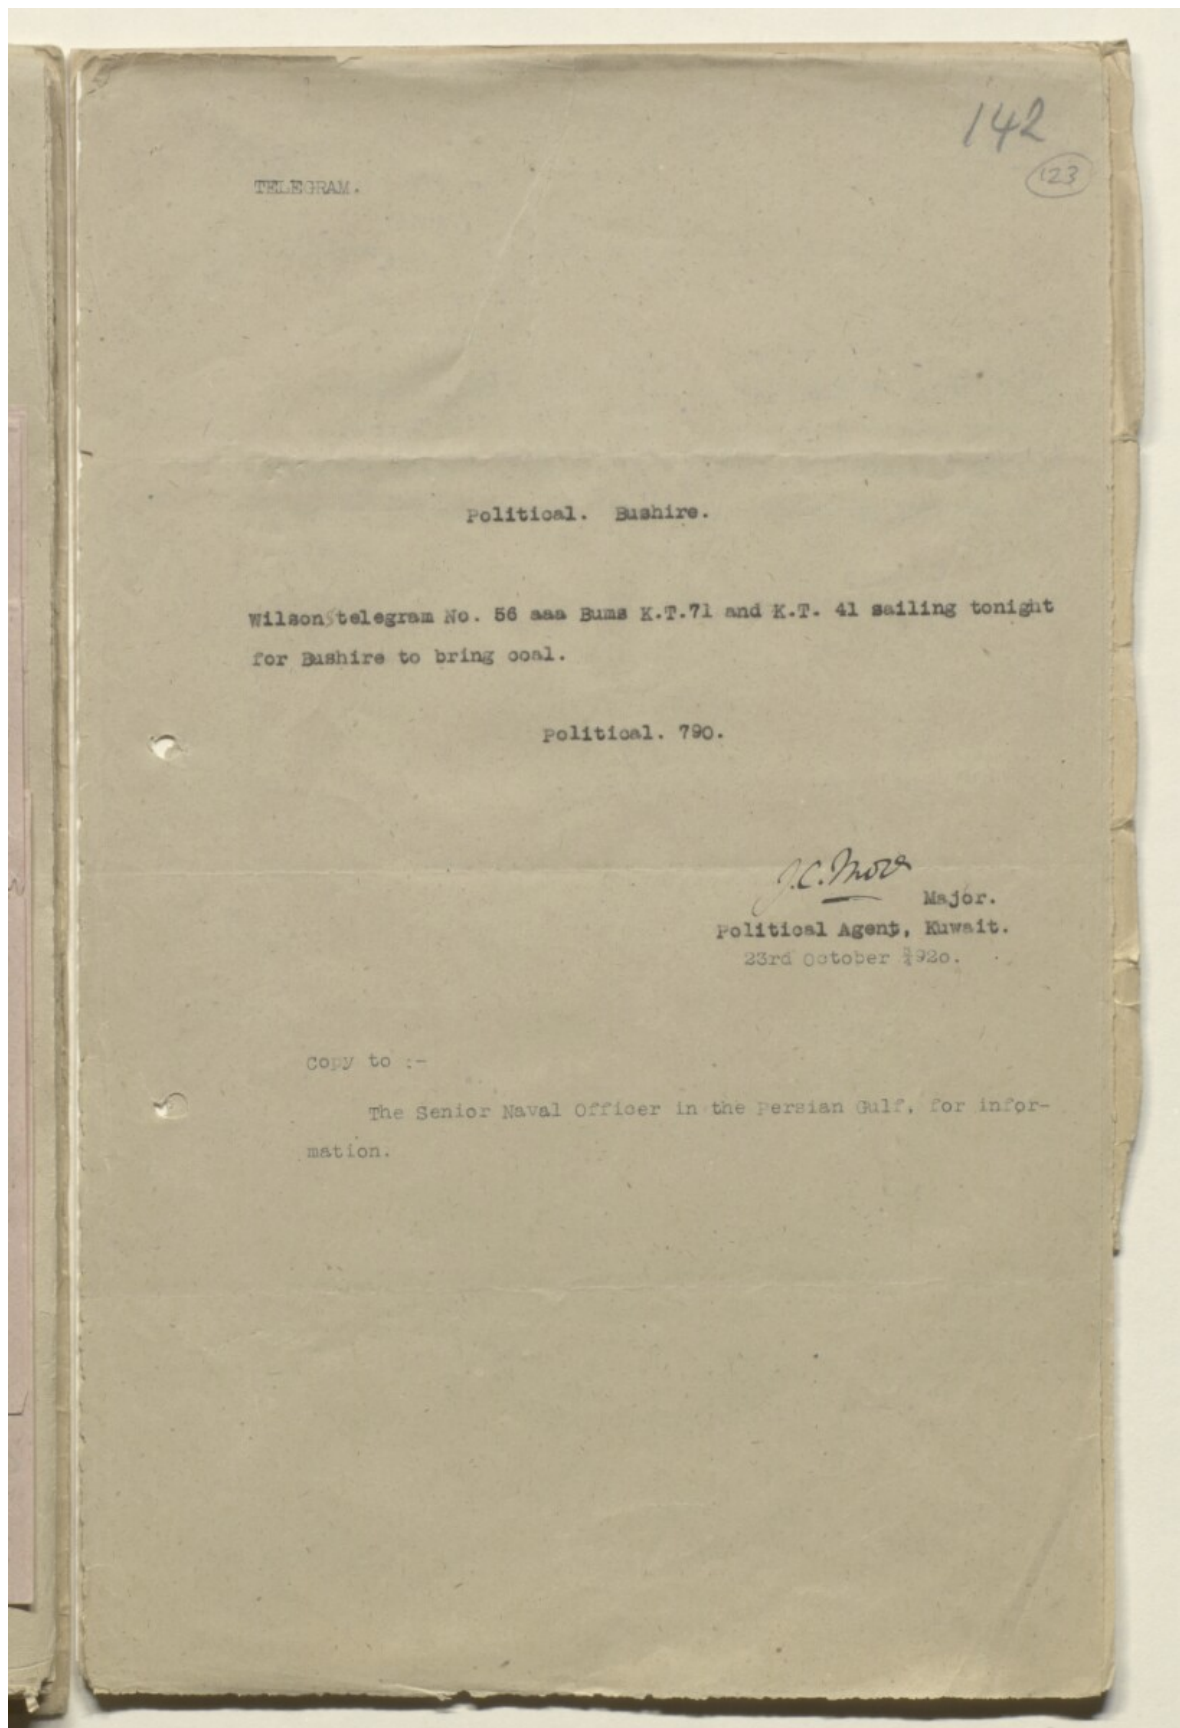 142
123
TELEGRAM.
Political. Bushire.
Wilson's telegram No. 56 aaa Bums K.T.71 and K.T. 41 sailing tonight
for Bushire to bring coal.
Political. 790.
J.C. More
Major.
Political Agent, Kuwait.
23rd October 1920.
Copy to :-
The Senior Naval Officer in the Persian Gulf, for infor-
mation.